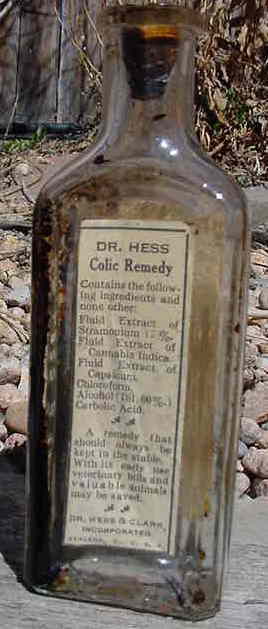 DR. HESS
Colic Remedy
Contains the follow-
ing ingredients and
none other:
Fluid Extract of
Stramonium
Fluid Extract of
Cannabis Indica.
Fluid Extract of
Capsicum.
Chloroform.
Alcohol
Carbolic Acid.
A remedy that
should always be
kept in the stable.
With its early use
veterinary bills and
valuable animals
may be saved.
DR. HESS & CLARK,
INCORPORATED